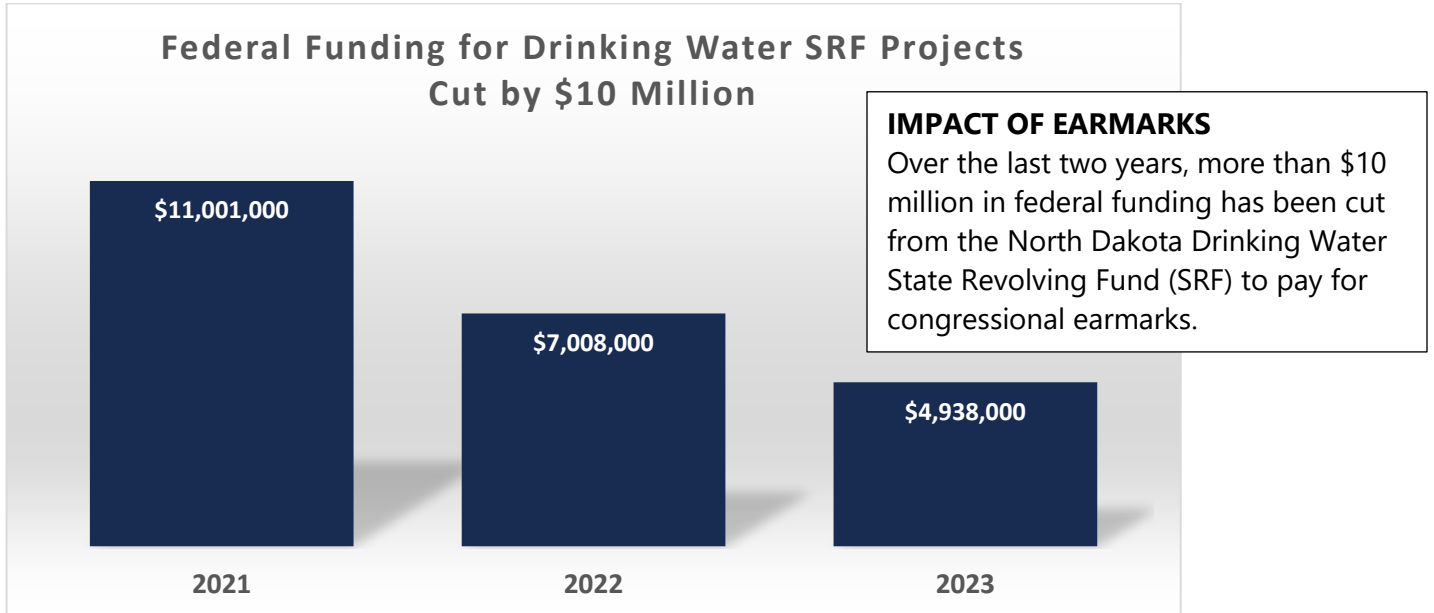 Federal Funding for Drinking Water SRF Projects
Cut by $10 Million
IMPACT OF EARMARKS
Over the last two years, more than $10
million in federal funding has been cut
from the North Dakota Drinking Water
State Revolving Fund (SRF) to pay for
congressional earmarks.
$11,001,000
$7,008,000
$4,938,000
2021
2022
2023